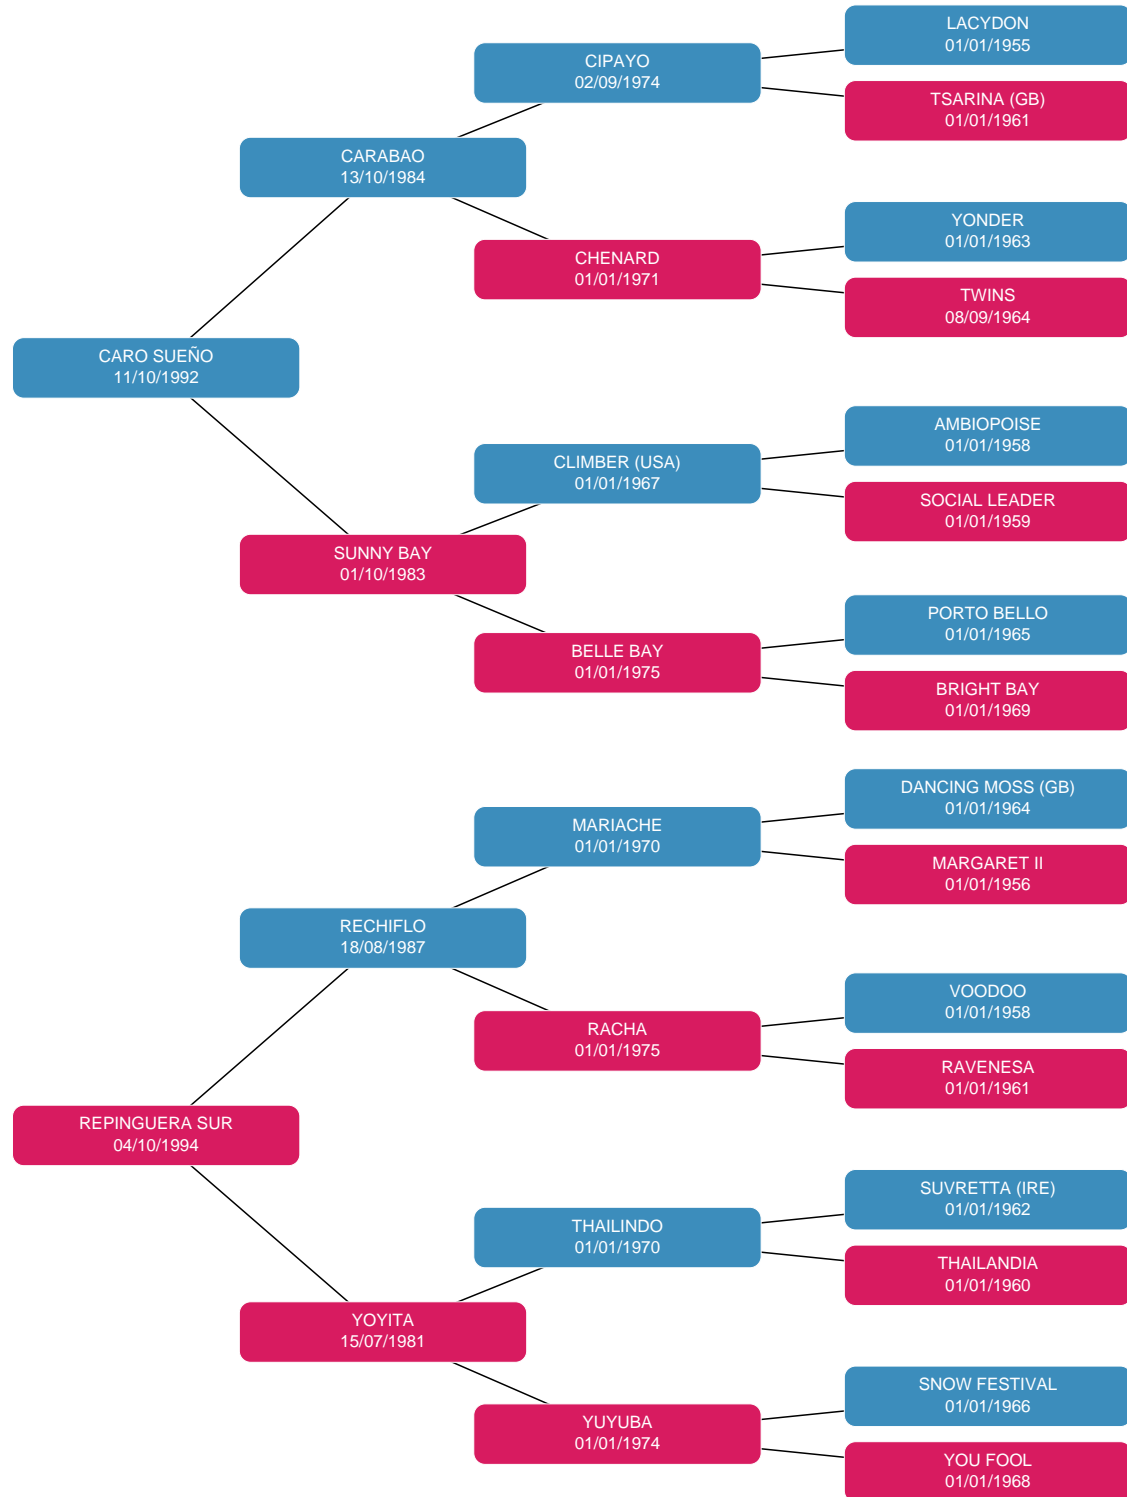 LACYDON
01/01/1955
CIPAYO
02/09/1974
TSARINA (GB)
01/01/1961
CARABAO
13/10/1984
YONDER
01/01/1963
CHENARD
01/01/1971
TWINS
08/09/1964
CARO SUEÑO
11/10/1992
AMBIOPOISE
01/01/1958
CLIMBER (USA)
01/01/1967
SOCIAL LEADER
01/01/1959
SUNNY BAY
01/10/1983
PORTO BELLO
01/01/1965
BELLE BAY
01/01/1975
BRIGHT BAY
01/01/1969
DANCING MOSS (GB)
01/01/1964
MARIACHE
01/01/1970
MARGARET II
01/01/1956
RECHIFLO
18/08/1987
VOODOO
01/01/1958
RACHA
01/01/1975
RAVENESA
01/01/1961
REPINGUERA SUR
04/10/1994
SUVRETTA (IRE)
01/01/1962
THAILINDO
01/01/1970
THAILANDIA
01/01/1960
YOYITA
15/07/1981
SNOW FESTIVAL
01/01/1966
YUYUBA
01/01/1974
YOU FOOL
01/01/1968